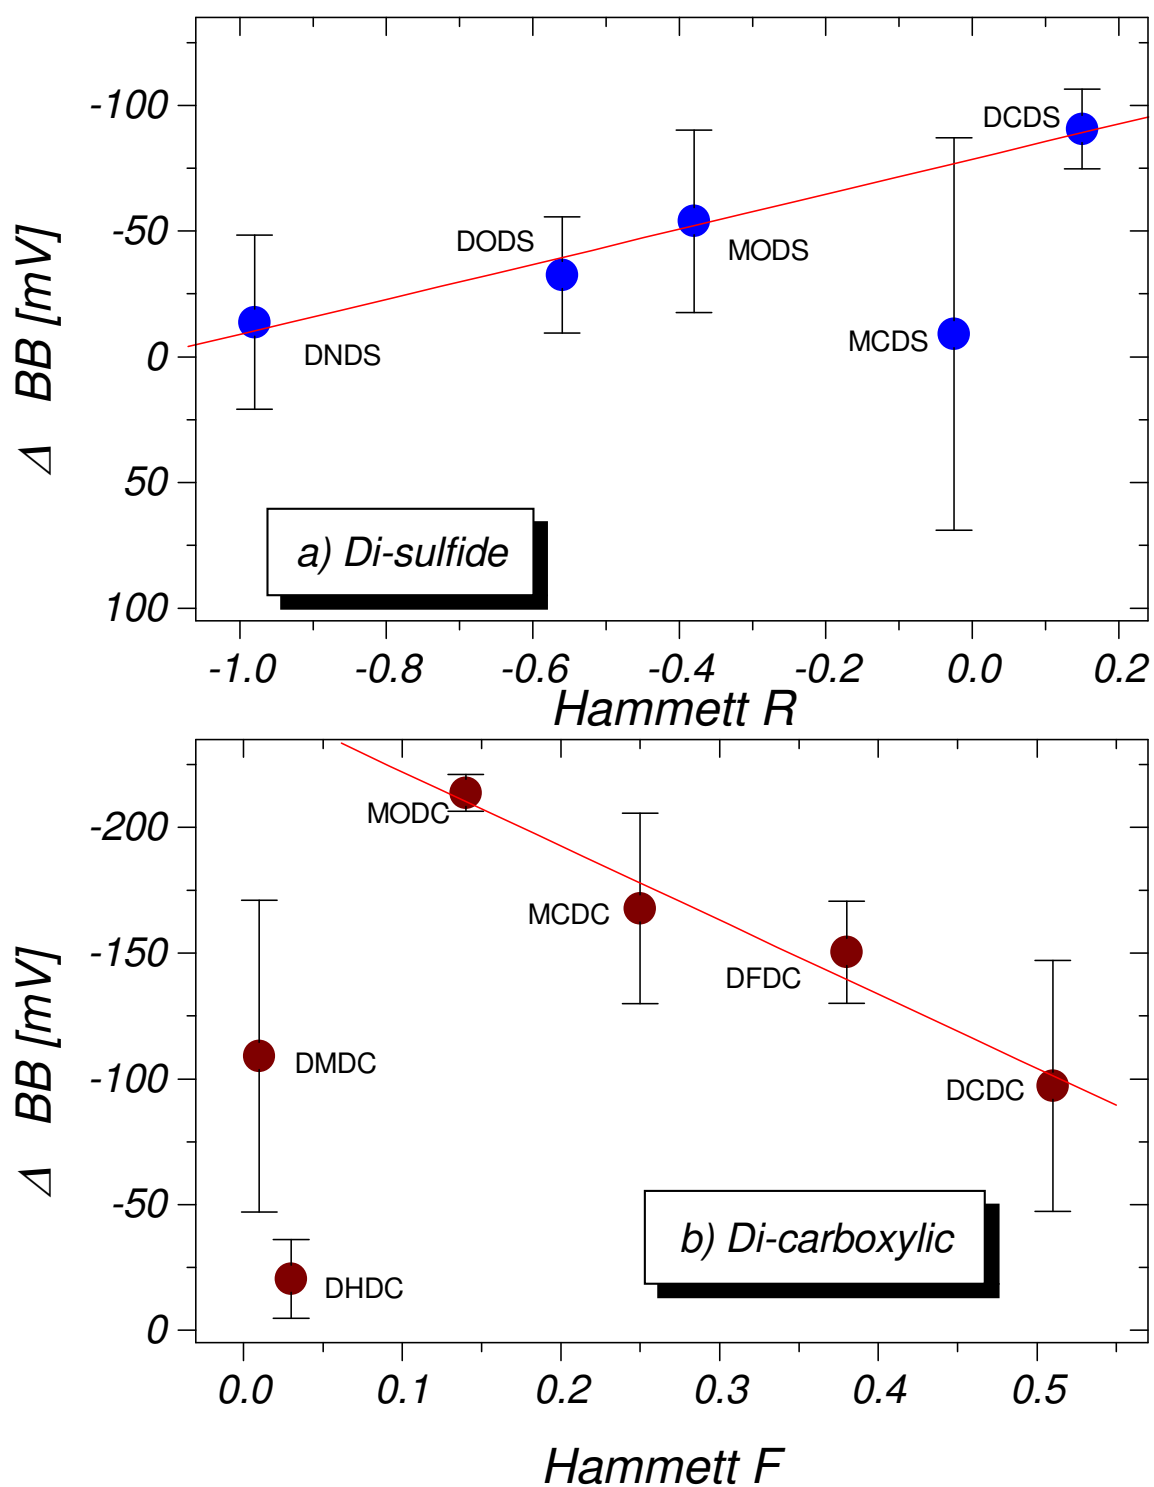 -100
-50
0
50
100
Δ BB [mV]
DCDS
DODS
MODS
DNDS
MCDS
a) Di-sulfide
-1.0 -0.8 -0.6 -0.4 -0.2 0.0 0.2
Hammett R
-200
-150
-100
-50
0
Δ BB [mV]
MODC
MCDC
DFDC
DMDC
DCDC
DHDC
b) Di-carboxylic
0.0 0.1 0.2 0.3 0.4 0.5
Hammett F